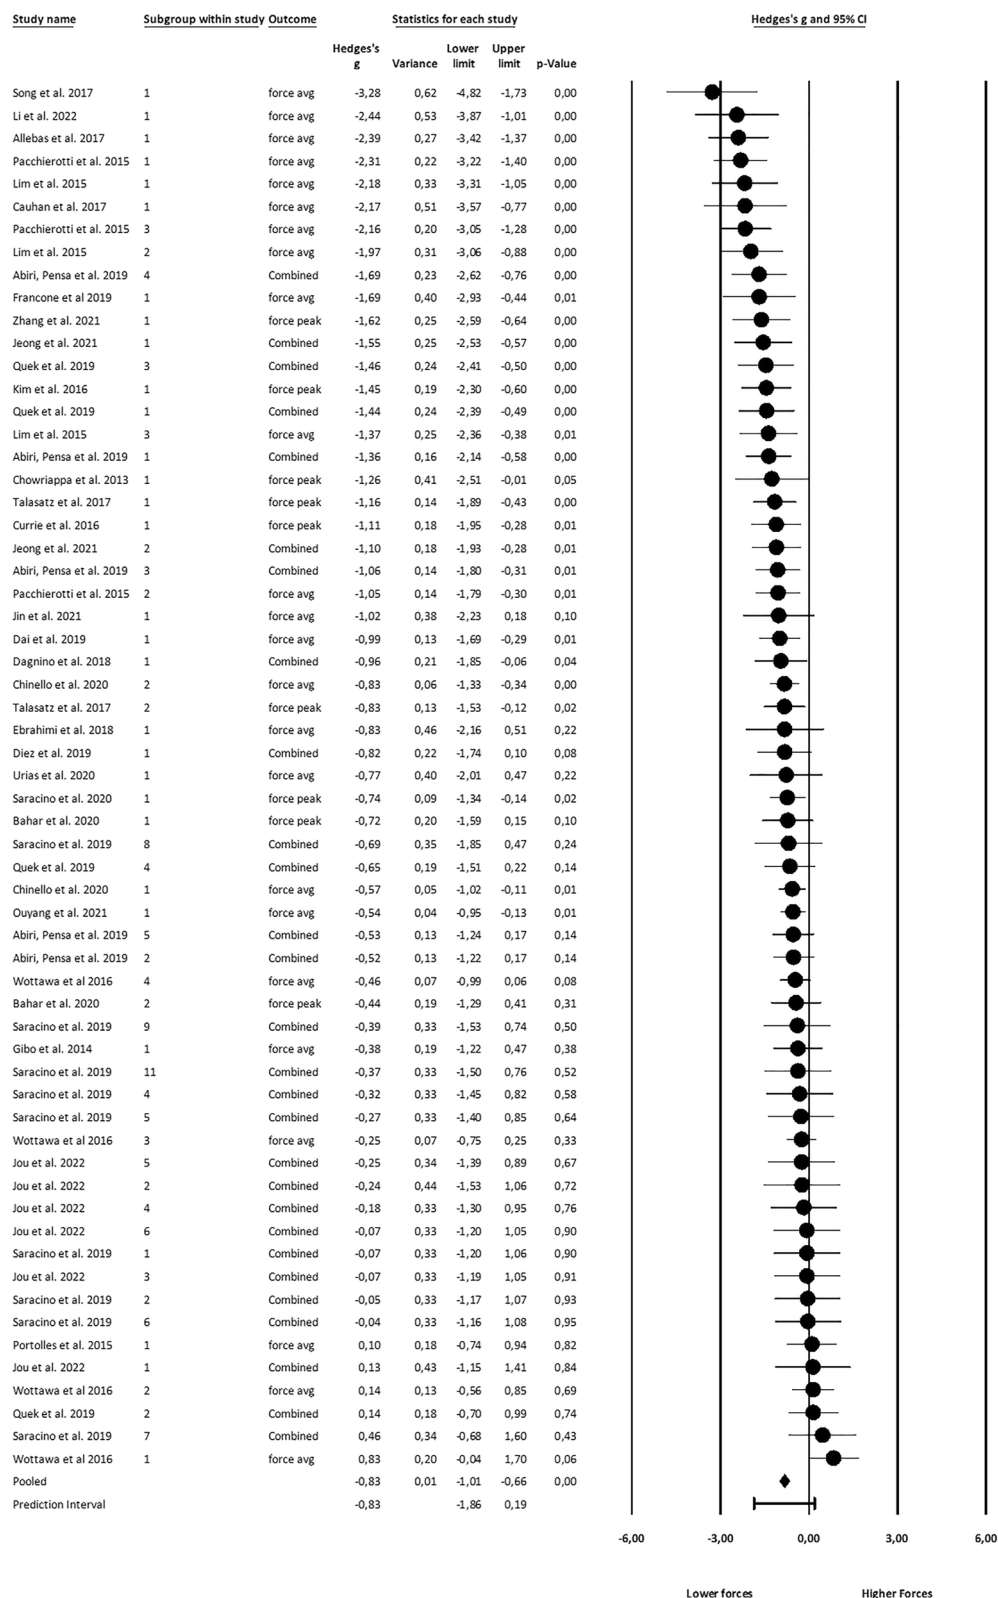 Study name Subgroup within study Outcome Statistics for each study Hedges's g and 95% CI
Hedges's Lower Upper
g Variance limit limit p-Value
Song et al. 2017 1 force avg -3,28 0,62 -4,82 -1,73 0,00
Li et al. 2022 1 force avg -2,44 0,53 -3,87 -1,01 0,00
Allebas et al. 2017 1 force avg -2,39 0,27 -3,42 -1,37 0,00
Pacchierotti et al. 2015 1 force avg -2,31 0,22 -3,22 -1,40 0,00
Lim et al. 2015 1 force avg -2,18 0,33 -3,31 -1,05 0,00
Cauhan et al. 2017 1 force avg -2,17 0,51 -3,57 -0,77 0,00
Pacchierotti et al. 2015 3 force avg -2,16 0,20 -3,05 -1,28 0,00
Lim et al. 2015 2 force avg -1,97 0,31 -3,06 -0,88 0,00
Abiri, Pensa et al. 2019 4 Combined -1,69 0,23 -2,62 -0,76 0,00
Francone et al 2019 1 force avg -1,69 0,40 -2,93 -0,44 0,01
Zhang et al. 2021 1 force peak -1,62 0,25 -2,59 -0,64 0,00
Jeong et al. 2021 1 Combined -1,55 0,25 -2,53 -0,57 0,00
Quek et al. 2019 3 Combined -1,46 0,24 -2,41 -0,50 0,00
Kim et al. 2016 1 force peak -1,45 0,19 -2,30 -0,60 0,00
Quek et al. 2019 1 Combined -1,44 0,24 -2,39 -0,49 0,00
Lim et al. 2015 3 force avg -1,37 0,25 -2,36 -0,38 0,01
Abiri, Pensa et al. 2019 1 Combined -1,36 0,16 -2,14 -0,58 0,00
Chowriappa et al. 2013 1 force peak -1,26 0,41 -2,51 -0,01 0,05
Talasatz et al. 2017 1 force peak -1,16 0,14 -1,89 -0,43 0,00
Currie et al. 2016 1 force peak -1,11 0,18 -1,95 -0,28 0,01
Jeong et al. 2021 2 Combined -1,10 0,18 -1,93 -0,28 0,01
Abiri, Pensa et al. 2019 3 Combined -1,06 0,14 -1,80 -0,31 0,01
Pacchierotti et al. 2015 2 force avg -1,05 0,14 -1,79 -0,30 0,01
Jin et al. 2021 1 force avg -1,02 0,38 -2,23 0,18 0,10
Dai et al. 2019 1 force avg -0,99 0,13 -1,69 -0,29 0,01
Dagnino et al. 2018 1 Combined -0,96 0,21 -1,85 -0,06 0,04
Chinello et al. 2020 2 force avg -0,83 0,06 -1,33 -0,34 0,00
Talasatz et al. 2017 2 force peak -0,83 0,13 -1,53 -0,12 0,02
Ebrahimi et al. 2018 1 force avg -0,83 0,46 -2,16 0,51 0,22
Diez et al. 2019 1 Combined -0,82 0,22 -1,74 0,10 0,08
Urias et al. 2020 1 force avg -0,77 0,40 -2,01 0,47 0,22
Saracino et al. 2020 1 force peak -0,74 0,09 -1,34 -0,14 0,02
Bahar et al. 2020 1 force peak -0,72 0,20 -1,59 0,15 0,10
Saracino et al. 2019 8 Combined -0,69 0,35 -1,85 0,47 0,24
Quek et al. 2019 4 Combined -0,65 0,19 -1,51 0,22 0,14
Chinello et al. 2020 1 force avg -0,57 0,05 -1,02 -0,11 0,01
Ouyang et al. 2021 1 force avg -0,54 0,04 -0,95 -0,13 0,01
Abiri, Pensa et al. 2019 5 Combined -0,53 0,13 -1,24 0,17 0,14
Abiri, Pensa et al. 2019 2 Combined -0,52 0,13 -1,22 0,17 0,14
Wottawa et al 2016 4 force avg -0,46 0,07 -0,99 0,06 0,08
Bahar et al. 2020 2 force peak -0,44 0,19 -1,29 0,41 0,31
Saracino et al. 2019 9 Combined -0,39 0,33 -1,53 0,74 0,50
Gibo et al. 2014 1 force avg -0,38 0,19 -1,22 0,47 0,38
Saracino et al. 2019 11 Combined -0,37 0,33 -1,50 0,76 0,52
Saracino et al. 2019 4 Combined -0,32 0,33 -1,45 0,82 0,58
Saracino et al. 2019 5 Combined -0,27 0,33 -1,40 0,85 0,64
Wottawa et al 2016 3 force avg -0,25 0,07 -0,75 0,25 0,33
Jou et al. 2022 5 Combined -0,25 0,34 -1,39 0,89 0,67
Jou et al. 2022 2 Combined -0,24 0,44 -1,53 1,06 0,72
Jou et al. 2022 4 Combined -0,18 0,33 -1,30 0,95 0,76
Jou et al. 2022 6 Combined -0,07 0,33 -1,20 1,05 0,90
Saracino et al. 2019 1 Combined -0,07 0,33 -1,20 1,06 0,90
Jou et al. 2022 3 Combined -0,07 0,33 -1,19 1,05 0,91
Saracino et al. 2019 2 Combined -0,05 0,33 -1,17 1,07 0,93
Saracino et al. 2019 6 Combined -0,04 0,33 -1,16 1,08 0,95
Portolles et al. 2015 1 force avg 0,10 0,18 -0,74 0,94 0,82
Jou et al. 2022 1 Combined 0,13 0,43 -1,15 1,41 0,84
Wottawa et al 2016 2 force avg 0,14 0,13 -0,56 0,85 0,69
Quek et al. 2019 2 Combined 0,14 0,18 -0,70 0,99 0,74
Saracino et al. 2019 7 Combined 0,46 0,34 -0,68 1,60 0,43
Wottawa et al 2016 1 force avg 0,83 0,20 -0,04 1,70 0,06
Pooled -0,83 0,01 -1,01 -0,66 0,00
Prediction Interval -0,83 -1,86 0,19
-6,00 -3,00 0,00 3,00 6,00
Lower forces Higher Forces